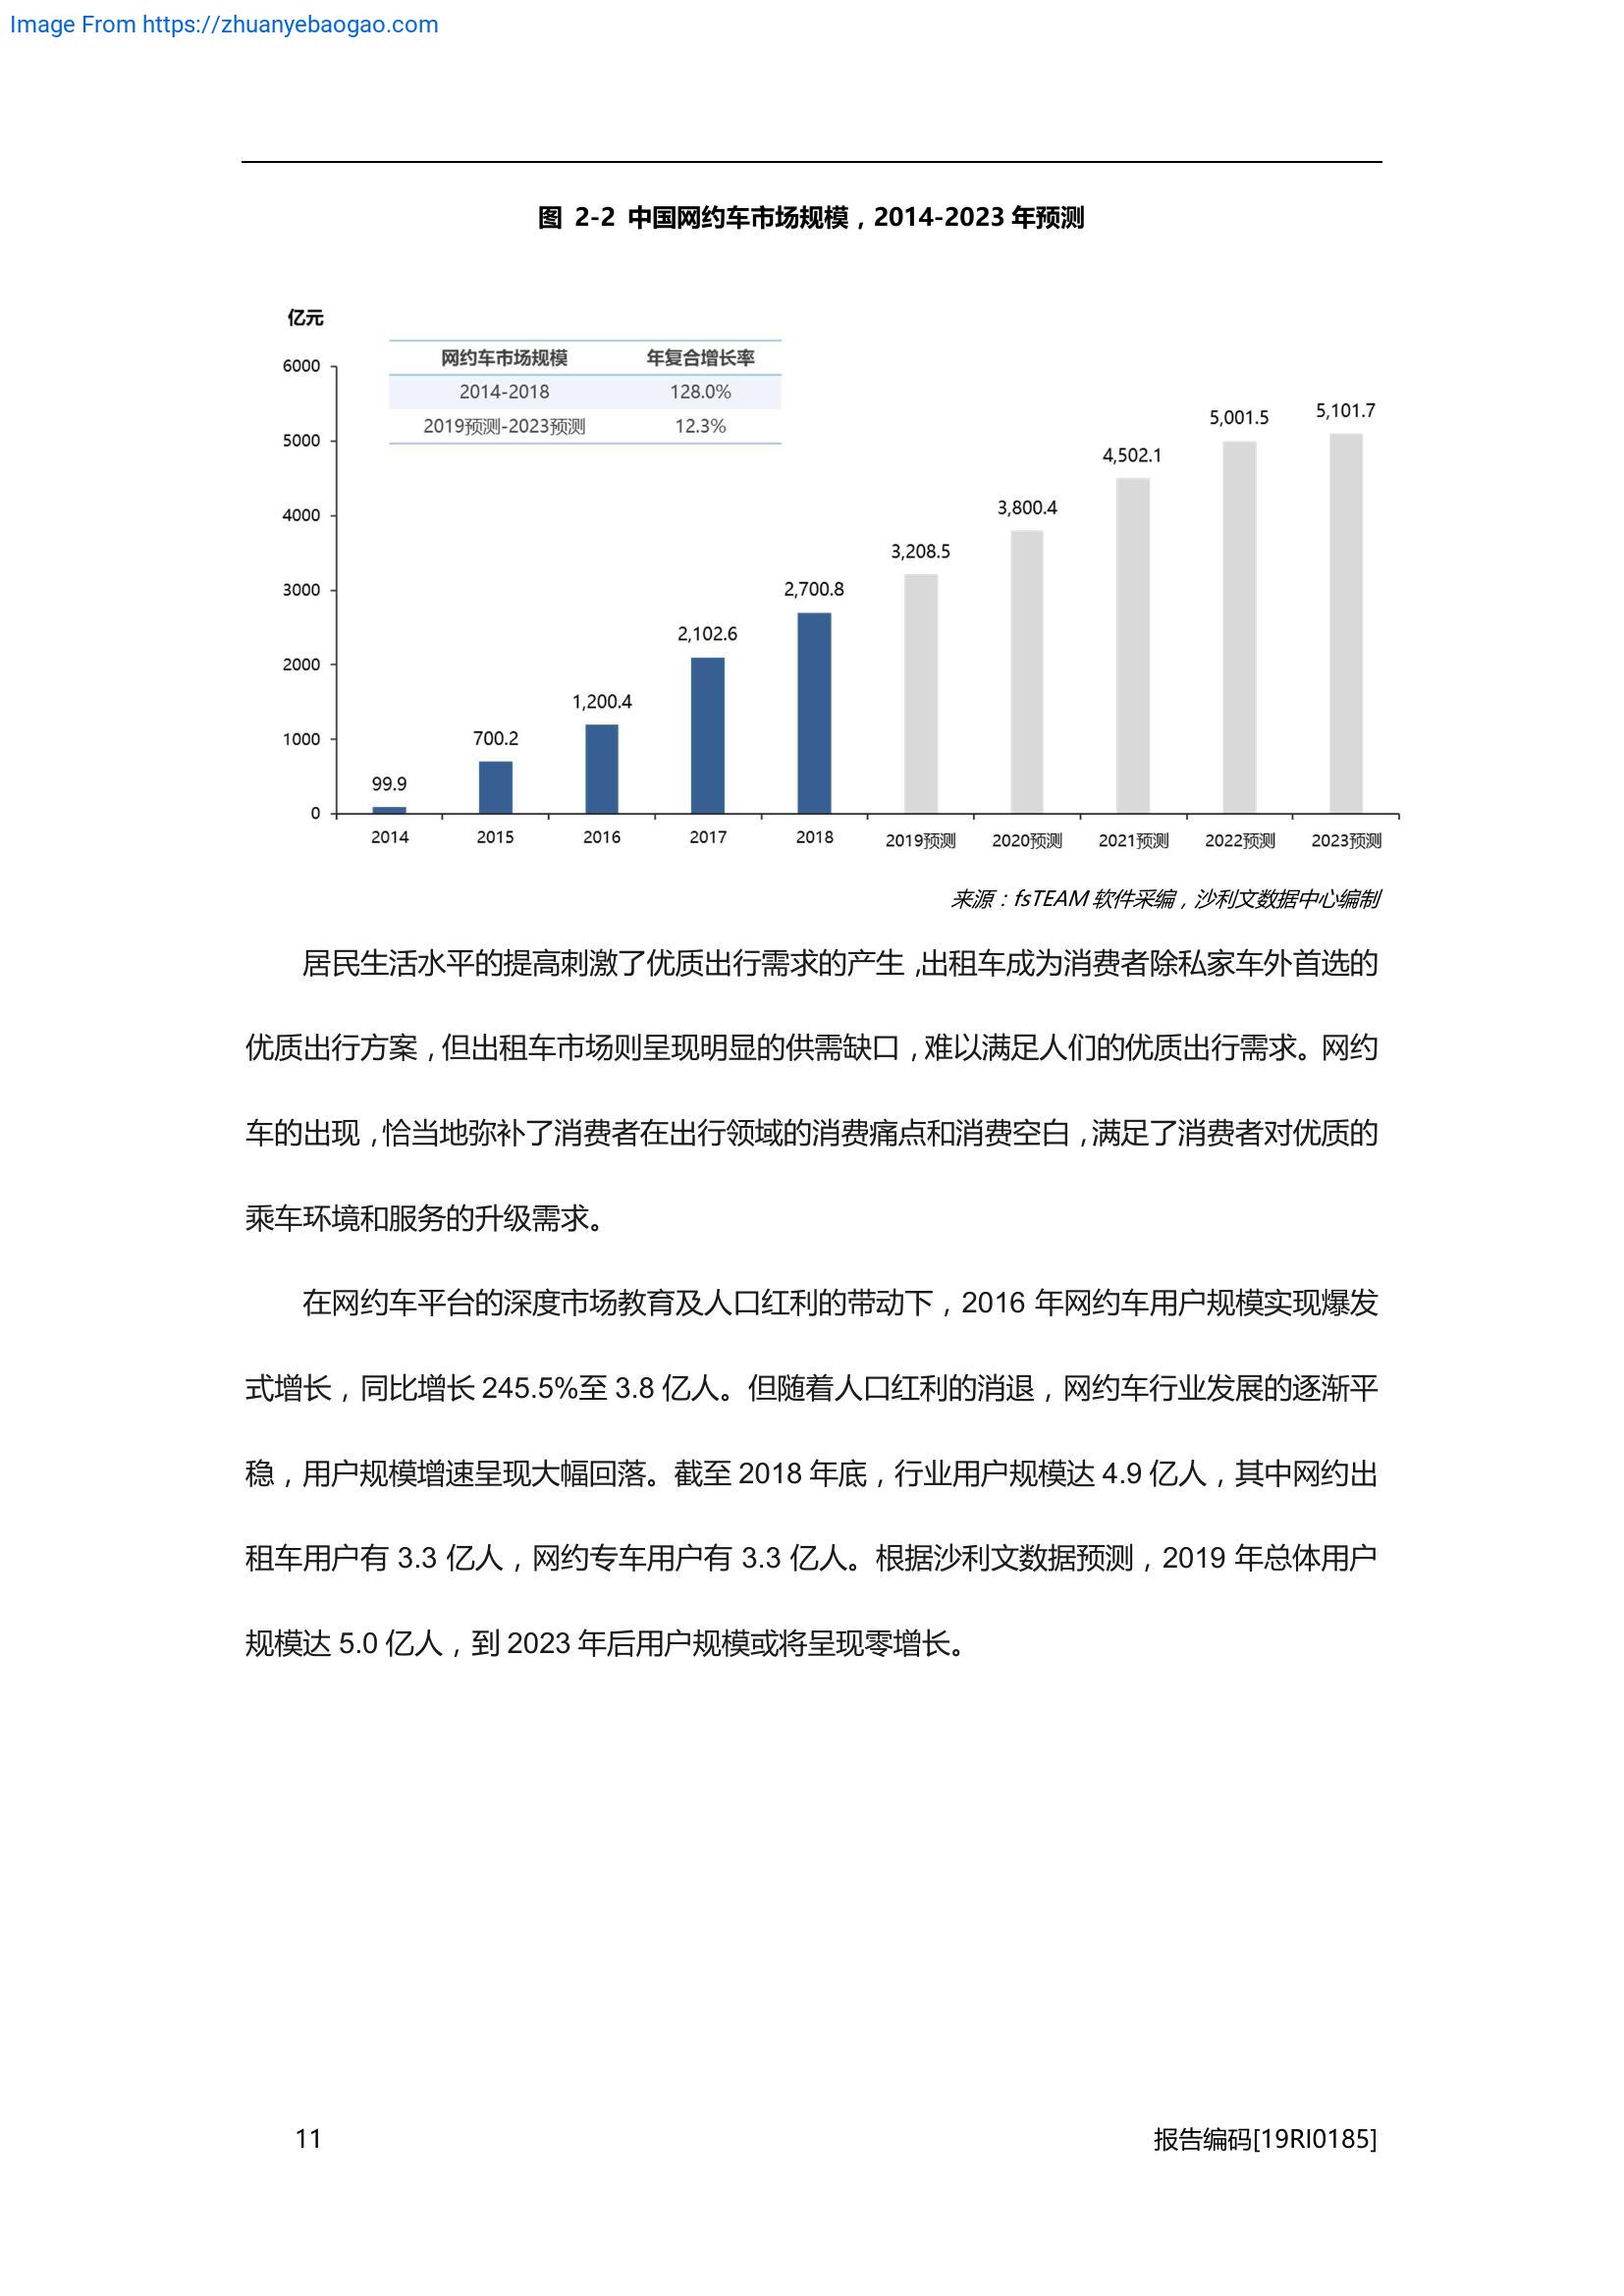 Image From https://zhuanyebaogao.com
图 2-2 中国网约车市场规模，2014-2023 年预测
亿元
网约车市场规模 年复合增长率
2014-2018 128.0%
2019预测-2023预测 12.3%
6000
5000
4000
3000
2000
1000
0
99.9
700.2
1,200.4
2,102.6
2,700.8
3,208.5
3,800.4
4,502.1
5,001.5
5,101.7
2014 2015 2016 2017 2018 2019预测 2020预测 2021预测 2022预测 2023预测
来源：fsTEAM 软件采编，沙利文数据中心编制
居民生活水平的提高刺激了优质出行需求的产生，出租车成为消费者除私家车外首选的
优质出行方案，但出租车市场则呈现明显的供需缺口，难以满足人们的优质出行需求。网约
车的出现，恰当地弥补了消费者在出行领域的消费痛点和消费空白，满足了消费者对优质的
乘车环境和服务的升级需求。
在网约车平台的深度市场教育及人口红利的带动下，2016 年网约车用户规模实现爆发
式增长，同比增长 245.5%至 3.8 亿人。但随着人口红利的消退，网约车行业发展的逐渐平
稳，用户规模增速呈现大幅回落。截至 2018 年底，行业用户规模达 4.9 亿人，其中网约出
租车用户有 3.3 亿人，网约专车用户有 3.3 亿人。根据沙利文数据预测，2019 年总体用户
规模达 5.0 亿人，到 2023 年后用户规模或将呈现零增长。
11
报告编码[19RI0185]